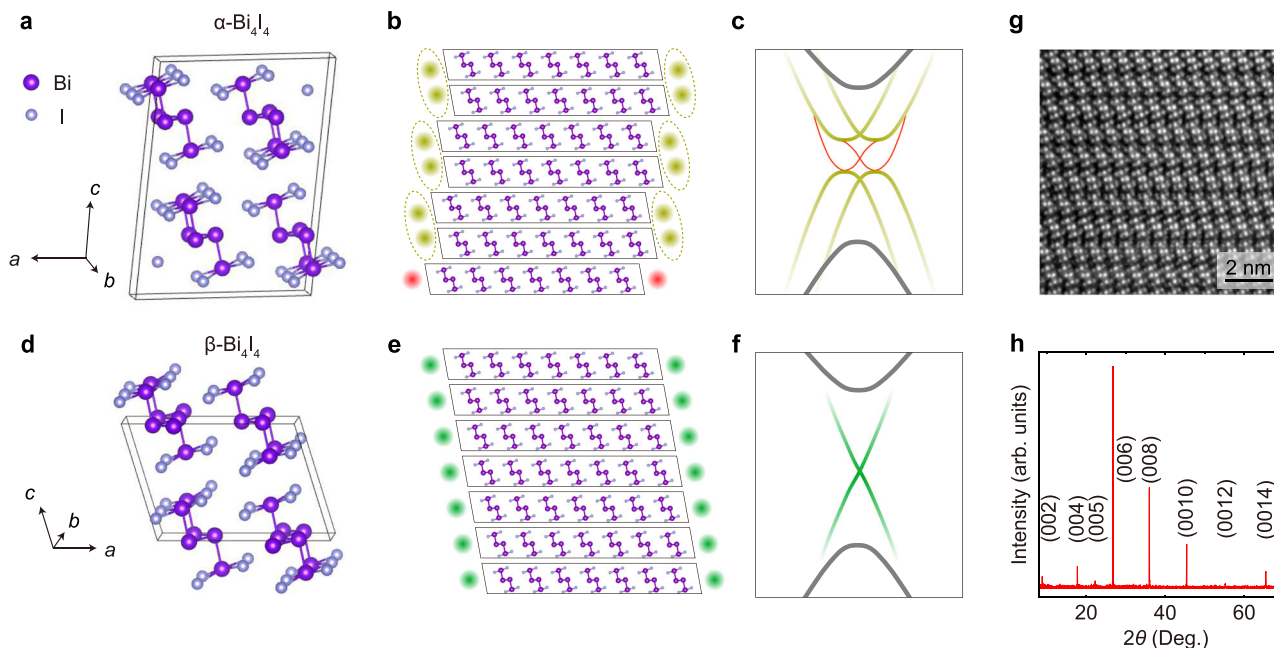 a
α-Bi₄I₄
Bi
I
c
a
b
b
c
g
2 nm
d
β-Bi₄I₄
c
b
a
e
f
h
Intensity (arb. units)
(002)
(004)
(005)
(006)
(008)
(0010)
(0012)
(0014)
20
40
60
2θ (Deg.)